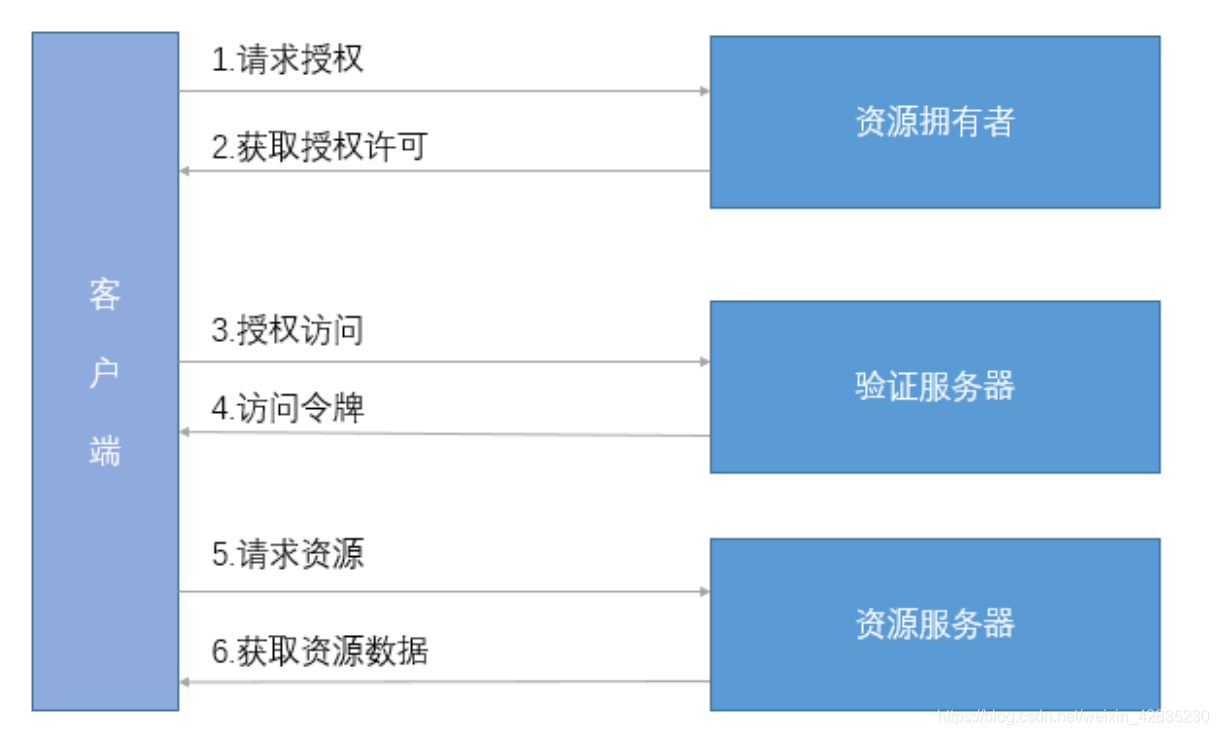 1.请求授权
资源拥有者
2.获取授权许可
客
户
端
3.授权访问
验证服务器
4.访问令牌
5.请求资源
资源服务器
6.获取资源数据
https://blog.csdn.net/weixin_42835230